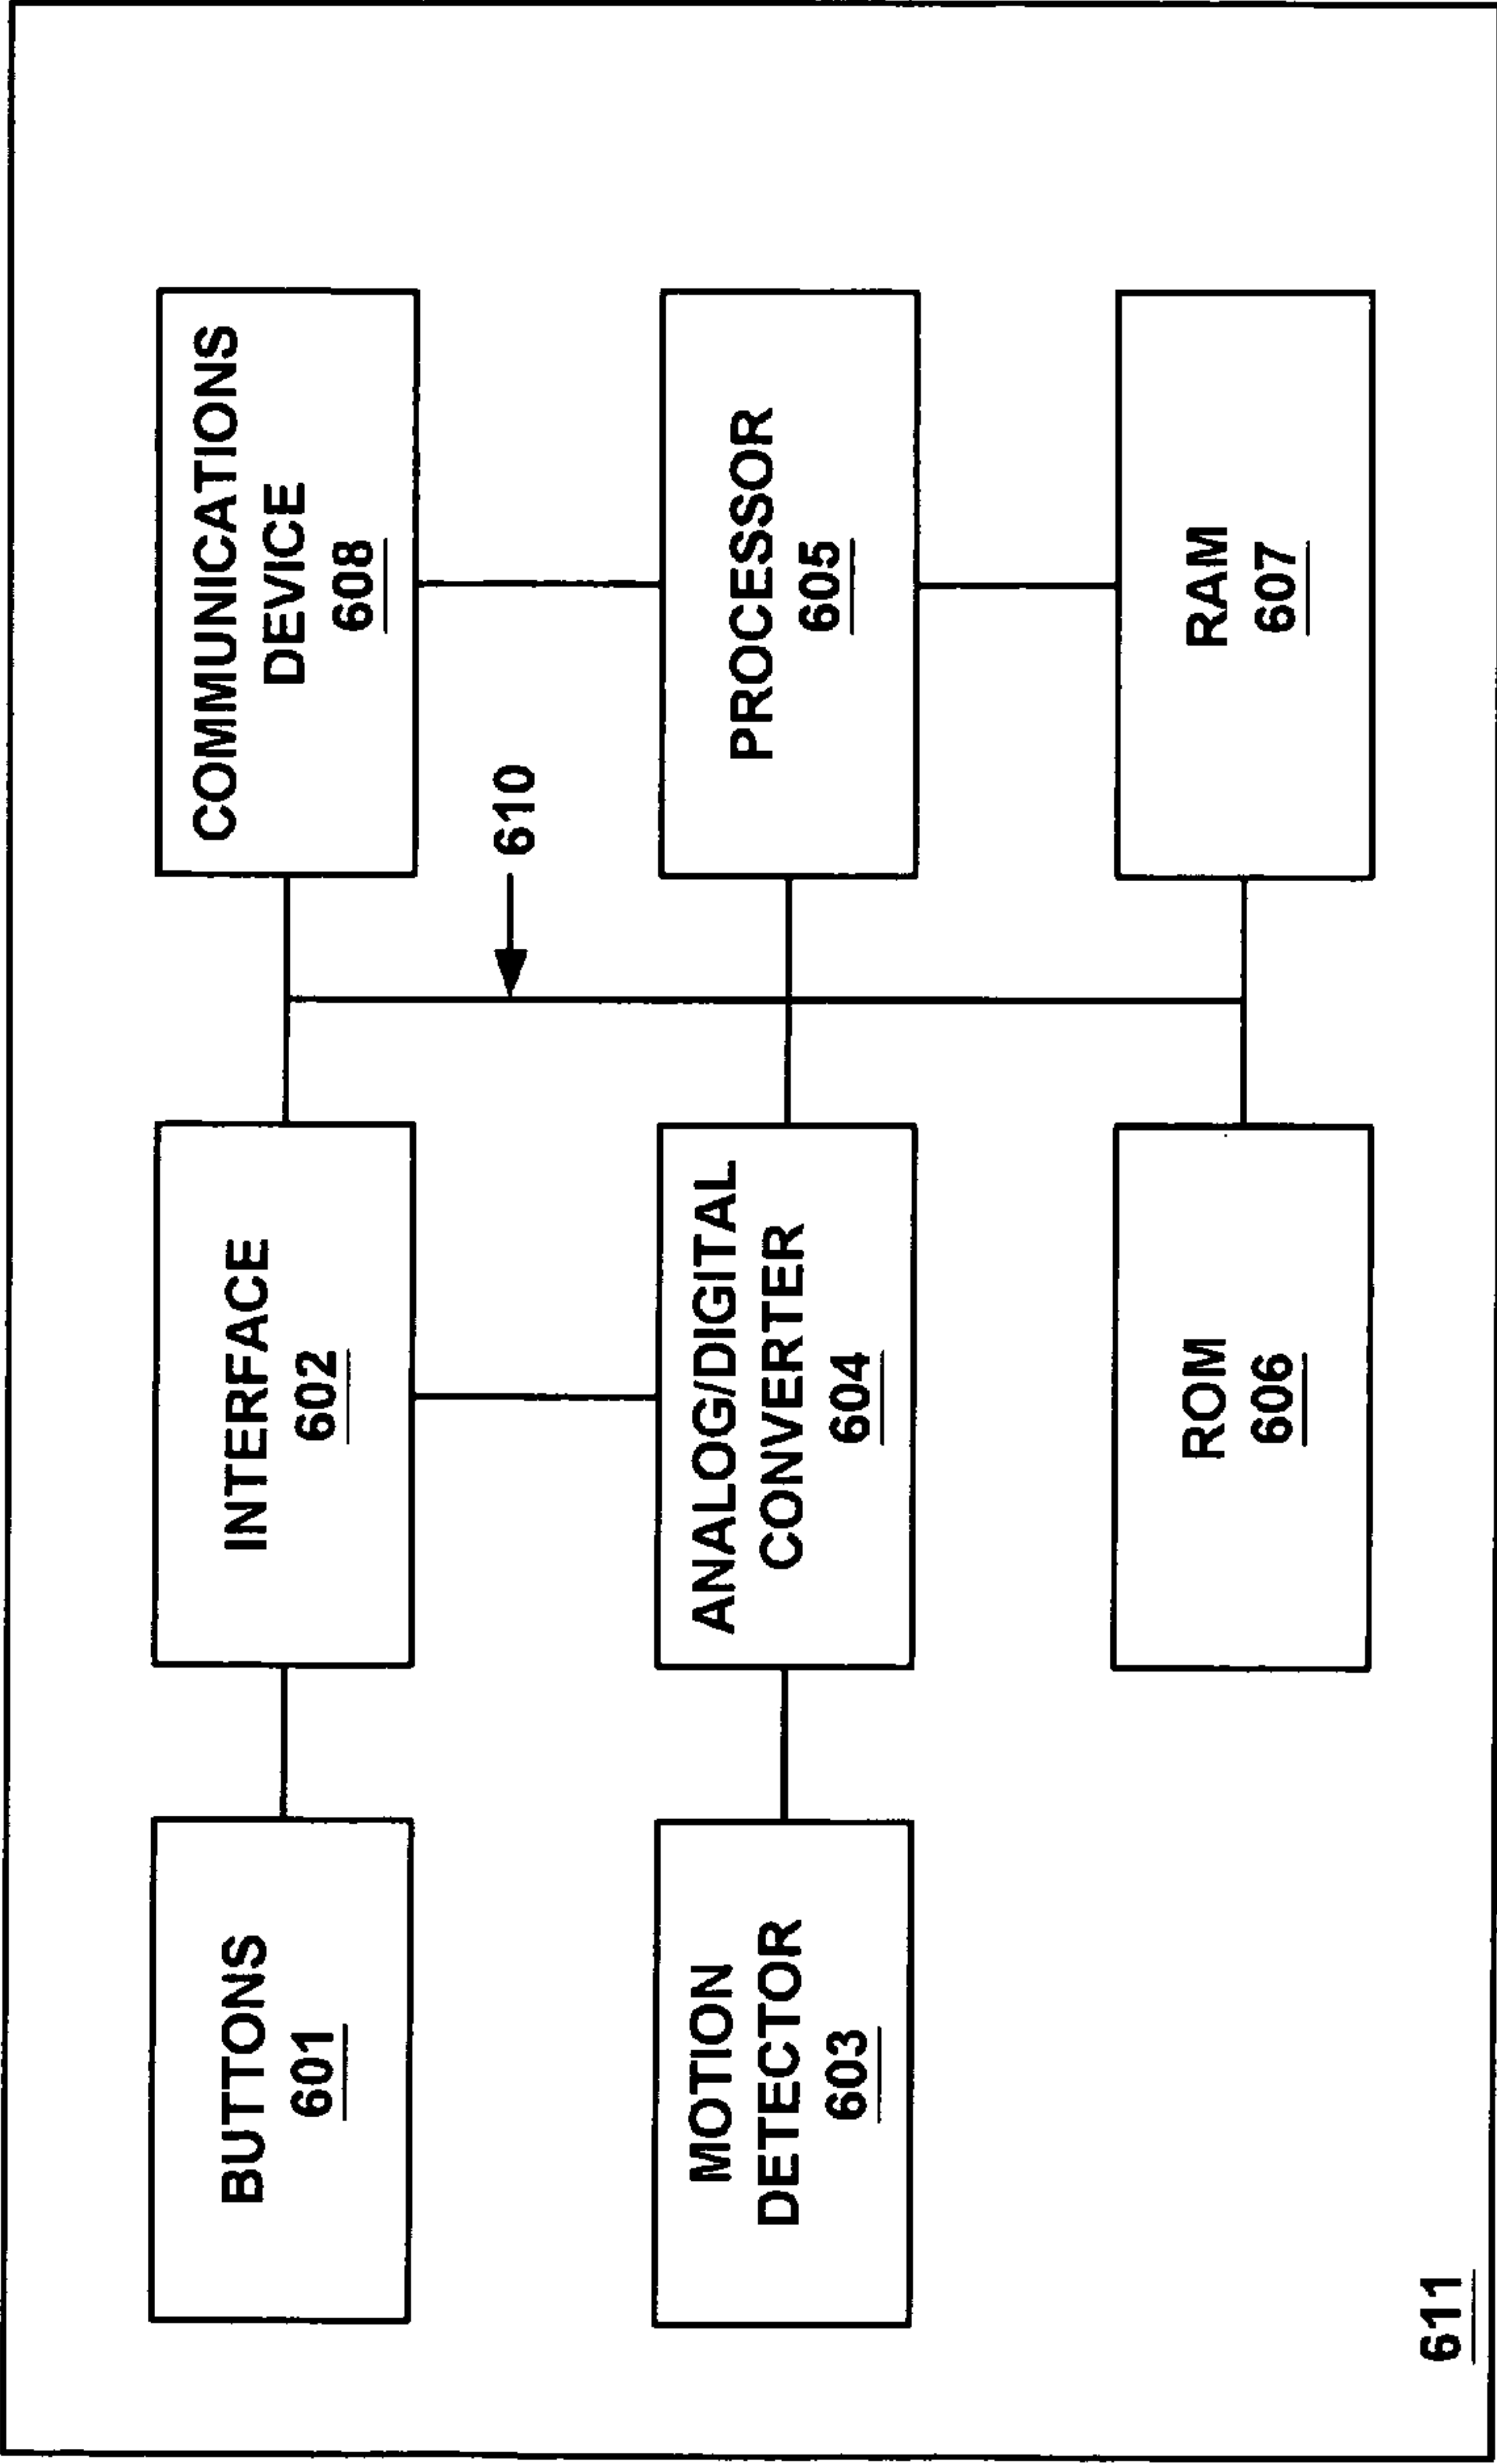 BUTTONS
601
INTERFACE
602
COMMUNICATIONS
DEVICE
608
610
MOTION
DETECTOR
603
ANALOG/DIGITAL
CONVERTER
604
PROCESSOR
605
ROM
606
RAM
607
611